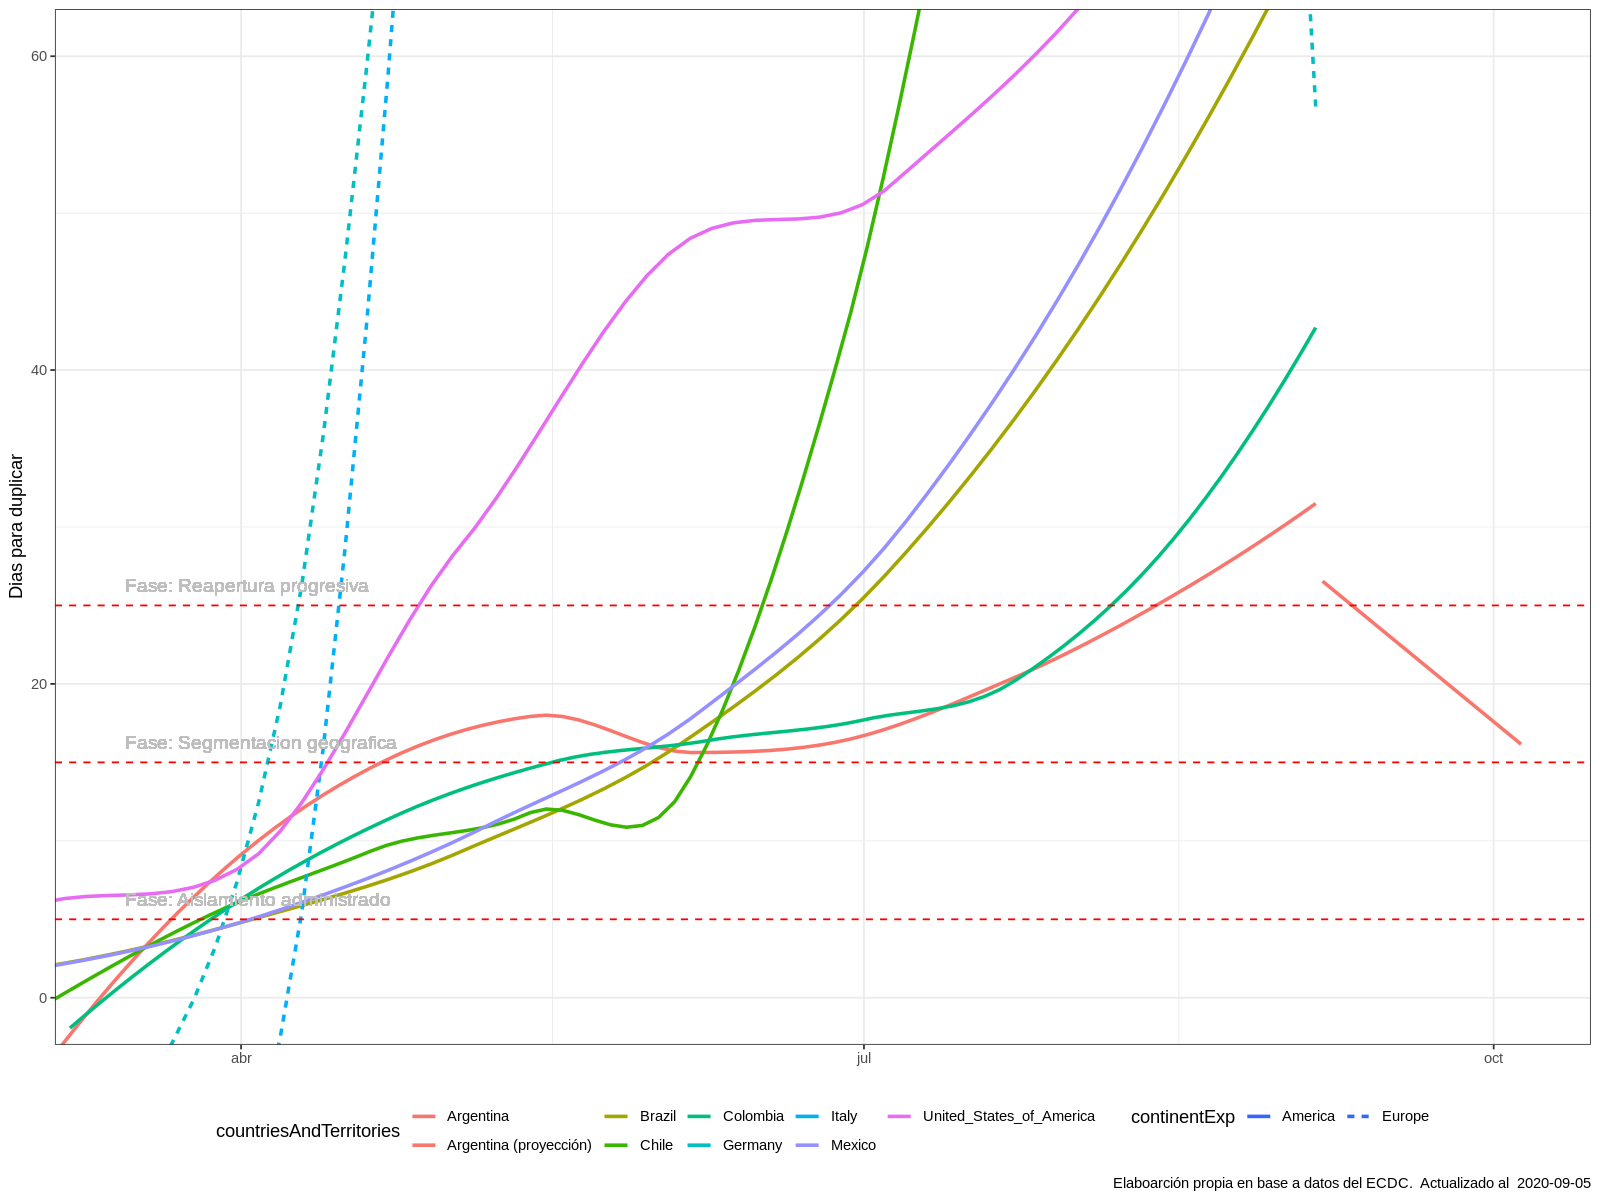 60
40
20
0
Dias para duplicar
Fase: Reapertura progresiva
Fase: Segmentacion geografica
Fase: Aislamiento administrado
abr
jul
oct
countriesAndTerritories
Argentina
Argentina (proyección)
Brazil
Chile
Colombia
Germany
Italy
Mexico
United_States_of_America
continentExp
America
Europe
Elaboarción propia en base a datos del ECDC.  Actualizado al  2020-09-05